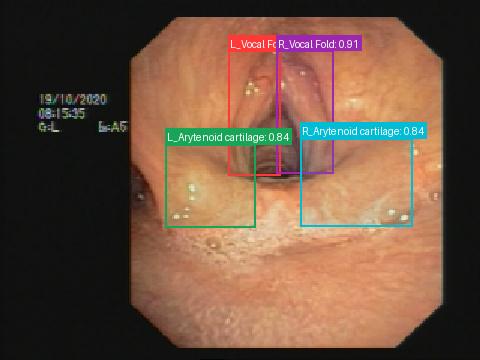 L_Vocal Fo
R_Vocal Fold: 0.91
19/10/2020
08:15:35
L_Arytenoid cartilage: 0.84
R_Arytenoid cartilage: 0.84